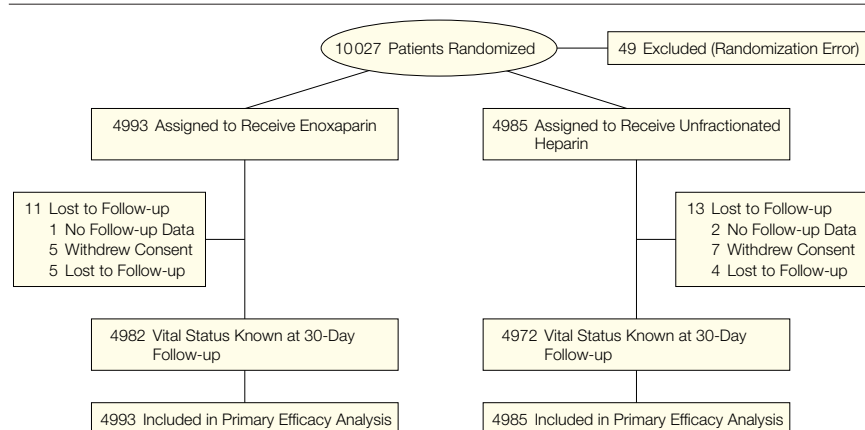 10027 Patients Randomized
49 Excluded (Randomization Error)
4993 Assigned to Receive Enoxaparin
4985 Assigned to Receive Unfractionated
Heparin
11 Lost to Follow-up
1 No Follow-up Data
5 Withdrew Consent
5 Lost to Follow-up
13 Lost to Follow-up
2 No Follow-up Data
7 Withdrew Consent
4 Lost to Follow-up
4982 Vital Status Known at 30-Day
Follow-up
4972 Vital Status Known at 30-Day
Follow-up
4993 Included in Primary Efficacy Analysis
4985 Included in Primary Efficacy Analysis